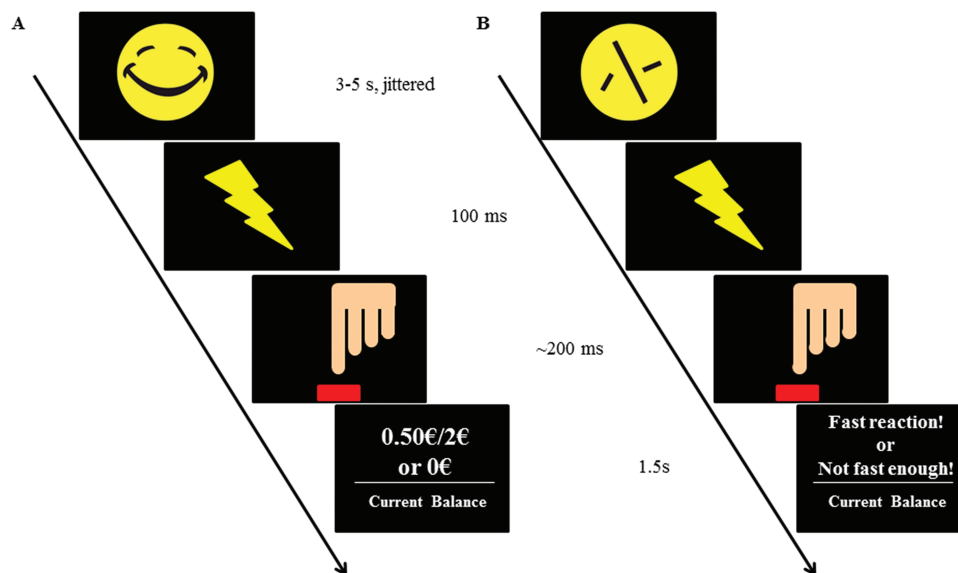 A
B
3-5 s, jittered
100 ms
~200 ms
0.50€/2€
or 0€
Current Balance
1.5s
Fast reaction!
or
Not fast enough!
Current Balance